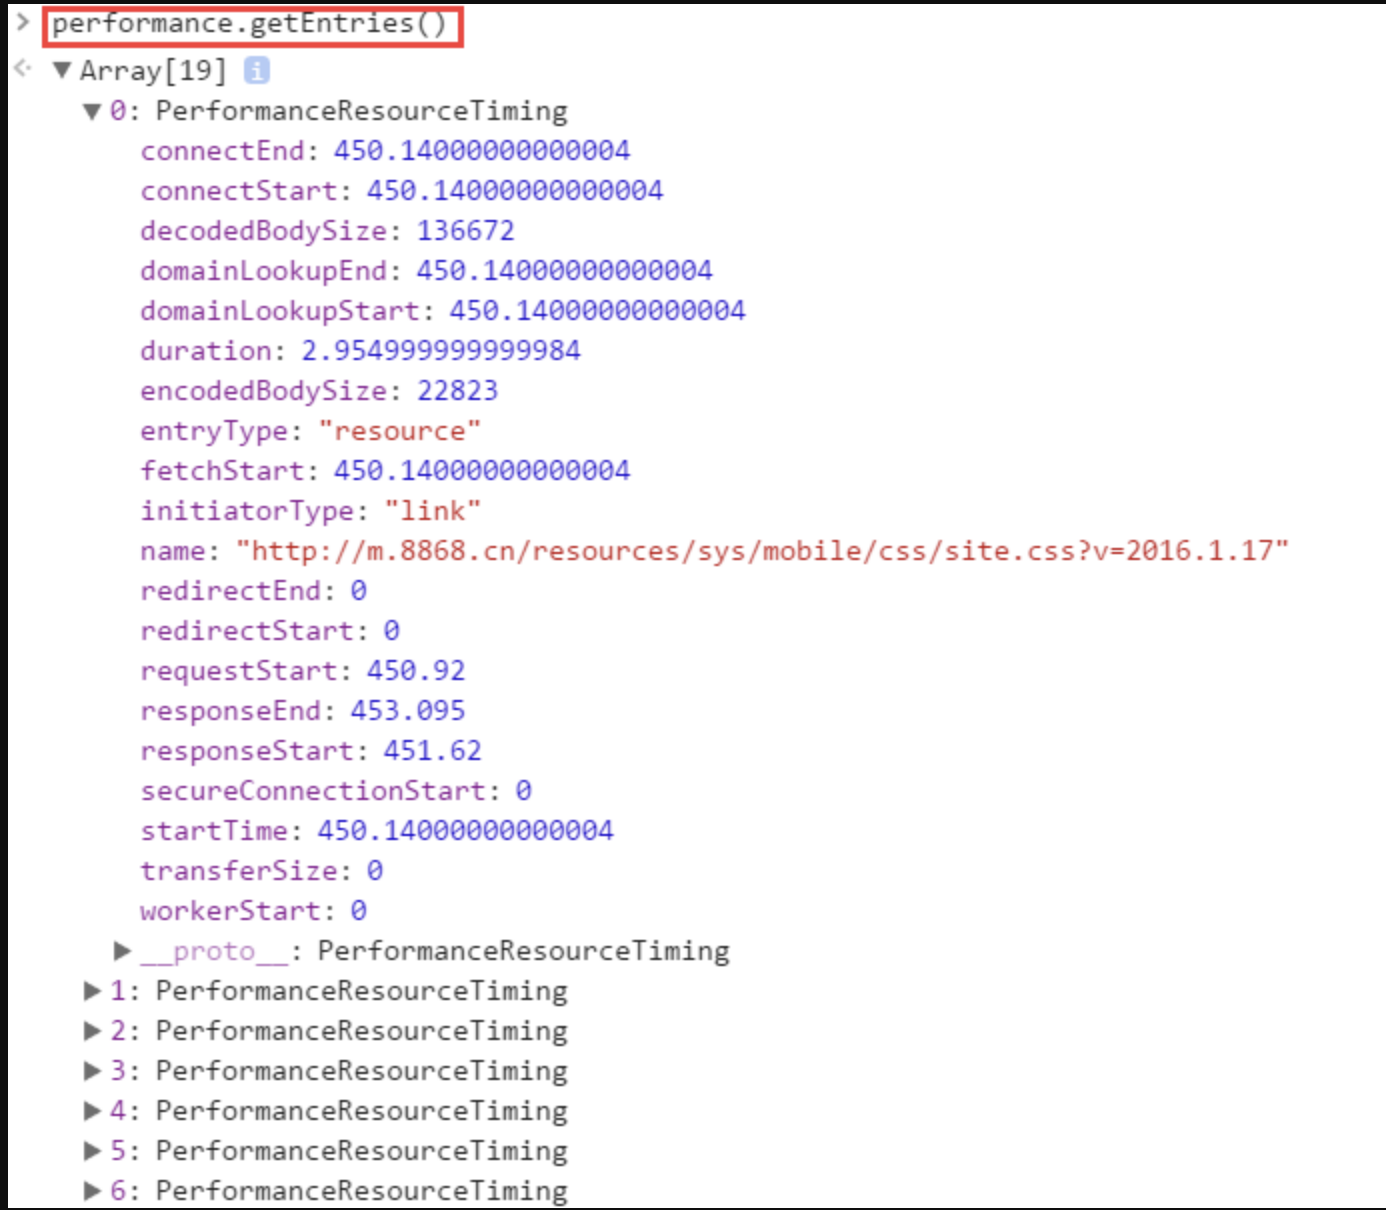 > performance.getEntries()
Array[19] i
0: PerformanceResourceTiming
connectEnd: 450.14000000000004
connectStart: 450.14000000000004
decodedBodySize: 136672
domainLookupEnd: 450.14000000000004
domainLookupStart: 450.14000000000004
duration: 2.954999999999984
encodedBodySize: 22823
entryType: "resource"
fetchStart: 450.14000000000004
initiatorType: "link"
name: "http://m.8868.cn/resources/sys/mobile/css/site.css?v=2016.1.17"
redirectEnd: 0
redirectStart: 0
requestStart: 450.92
responseEnd: 453.095
responseStart: 451.62
secureConnectionStart: 0
startTime: 450.14000000000004
transferSize: 0
workerStart: 0
__proto__: PerformanceResourceTiming
1: PerformanceResourceTiming
2: PerformanceResourceTiming
3: PerformanceResourceTiming
4: PerformanceResourceTiming
5: PerformanceResourceTiming
6: PerformanceResourceTiming